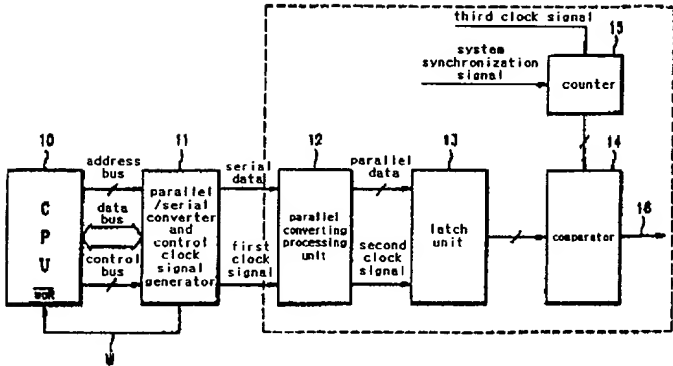 third clock signal
15
system
synchronization
signal
counter
10
11
12
13
14
address
bus
serial
data
parallel
data
CPU
data
bus
parallel
/serial
converter
and
control
clock
signal
generator
parallel
converting
processing
unit
latch
unit
comparator
16
control
bus
first
clock
signal
second
clock
signal
W